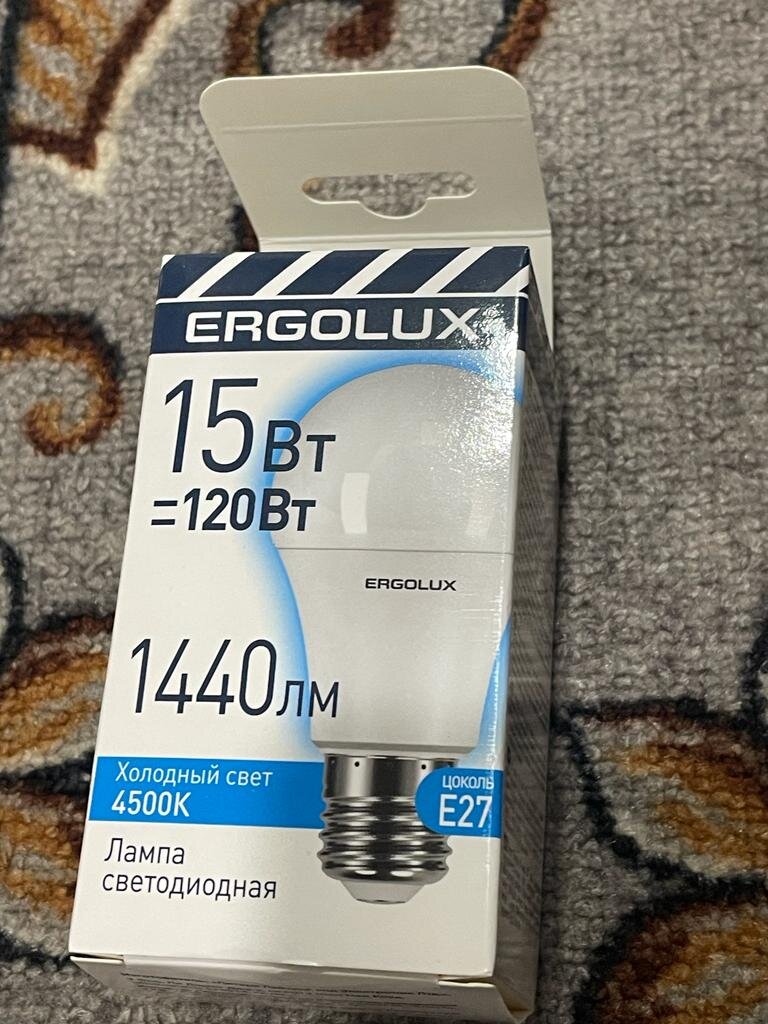 ERGOLUX
15Вт
=120Вт
ERGOLUX
1440лм
Холодный свет
4500K
цоколь
E27
Лампа
светодиодная